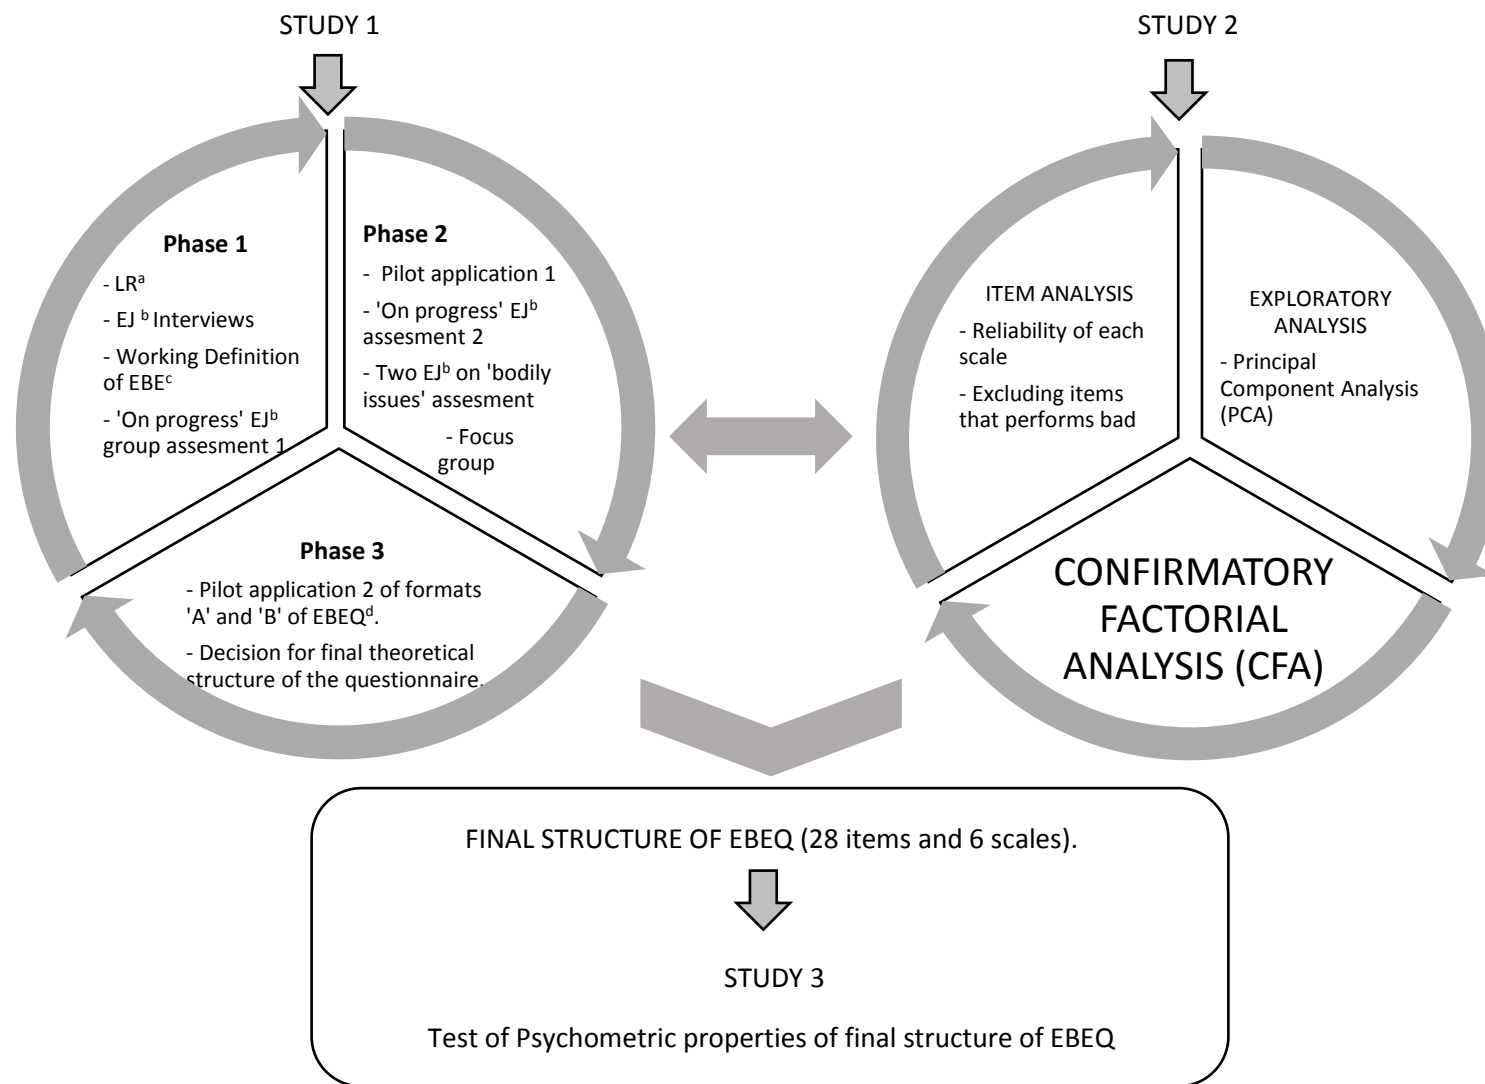 STUDY 1
Phase 1
- LRᵃ
- EJ ᵇ Interviews
- Working Definition
of EBEᶜ
- 'On progress' EJᵇ
group assesment 1
Phase 2
- Pilot application 1
- 'On progress' EJᵇ
assesment 2
- Two EJᵇ on 'bodily
issues' assesment
- Focus
group
Phase 3
- Pilot application 2 of formats
'A' and 'B' of EBEQᵈ.
- Decision for final theoretical
structure of the questionnaire.
STUDY 2
ITEM ANALYSIS
- Reliability of each
scale
- Excluding items
that performs bad
EXPLORATORY
ANALYSIS
- Principal
Component Analysis
(PCA)
CONFIRMATORY
FACTORIAL
ANALYSIS (CFA)
FINAL STRUCTURE OF EBEQ (28 items and 6 scales).
STUDY 3
Test of Psychometric properties of final structure of EBEQ